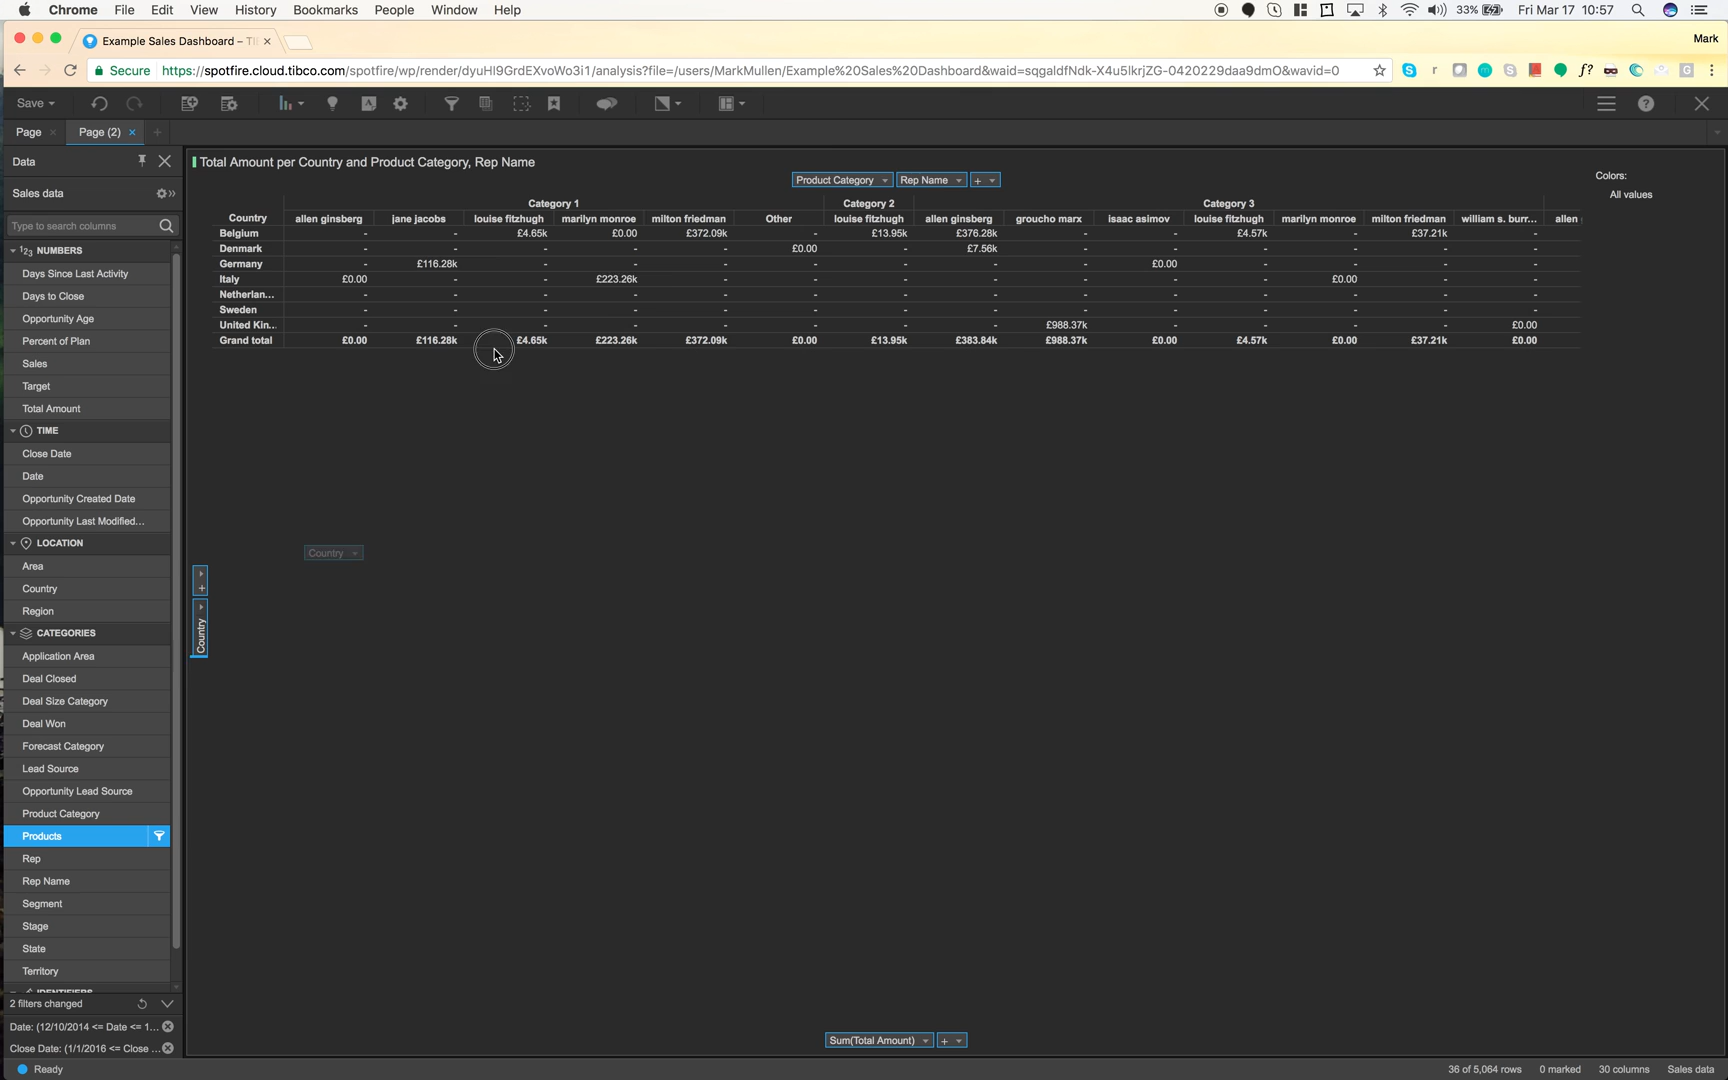 Chrome File Edit View History Bookmarks People Window Help 33% Fri Mar 17 10:57
Example Sales Dashboard – TI Mark
Secure https://spotfire.cloud.tibco.com/spotfire/wp/render/dyuHI9GrdEXvoWo3i1/analysis?file=/users/MarkMullen/Example%20Sales%20Dashboard&waid=sqgaldfNdk-X4u5lkrjZG-0420229daa9dmO&wavid=0
Save
Page Page (2)
Data
Sales data
Type to search columns
NUMBERS
Days Since Last Activity
Days to Close
Opportunity Age
Percent of Plan
Sales
Target
Total Amount
TIME
Close Date
Date
Opportunity Created Date
Opportunity Last Modified...
LOCATION
Area
Country
Region
CATEGORIES
Application Area
Deal Closed
Deal Size Category
Deal Won
Forecast Category
Lead Source
Opportunity Lead Source
Product Category
Products
Rep
Rep Name
Segment
Stage
State
Territory
IDENTIFIERS
2 filters changed
Date: (12/10/2014 <= Date <= 1...
Close Date: (1/1/2016 <= Close ...
Total Amount per Country and Product Category, Rep Name
Product Category Rep Name +
Colors:
All values
Category 1 Category 2 Category 3
Country allen ginsberg jane jacobs louise fitzhugh marilyn monroe milton friedman Other louise fitzhugh allen ginsberg groucho marx isaac asimov louise fitzhugh marilyn monroe milton friedman william s. burr... allen
Belgium - - £4.65k £0.00 £372.09k - £13.95k £376.28k - - £4.57k - £37.21k -
Denmark - - - - - £0.00 - £7.56k - - - - - -
Germany - £116.28k - - - - - - - £0.00 - - - -
Italy £0.00 - - £223.26k - - - - - - - £0.00 - -
Netherlan... - - - - - - - - - - - - - -
Sweden - - - - - - - - - - - - - -
United Kin... - - - - - - - - £988.37k - - - - £0.00
Grand total £0.00 £116.28k £4.65k £223.26k £372.09k £0.00 £13.95k £383.84k £988.37k £0.00 £4.57k £0.00 £37.21k £0.00
Country
+
Country
Sum(Total Amount) +
Ready 36 of 5,064 rows 0 marked 30 columns Sales data